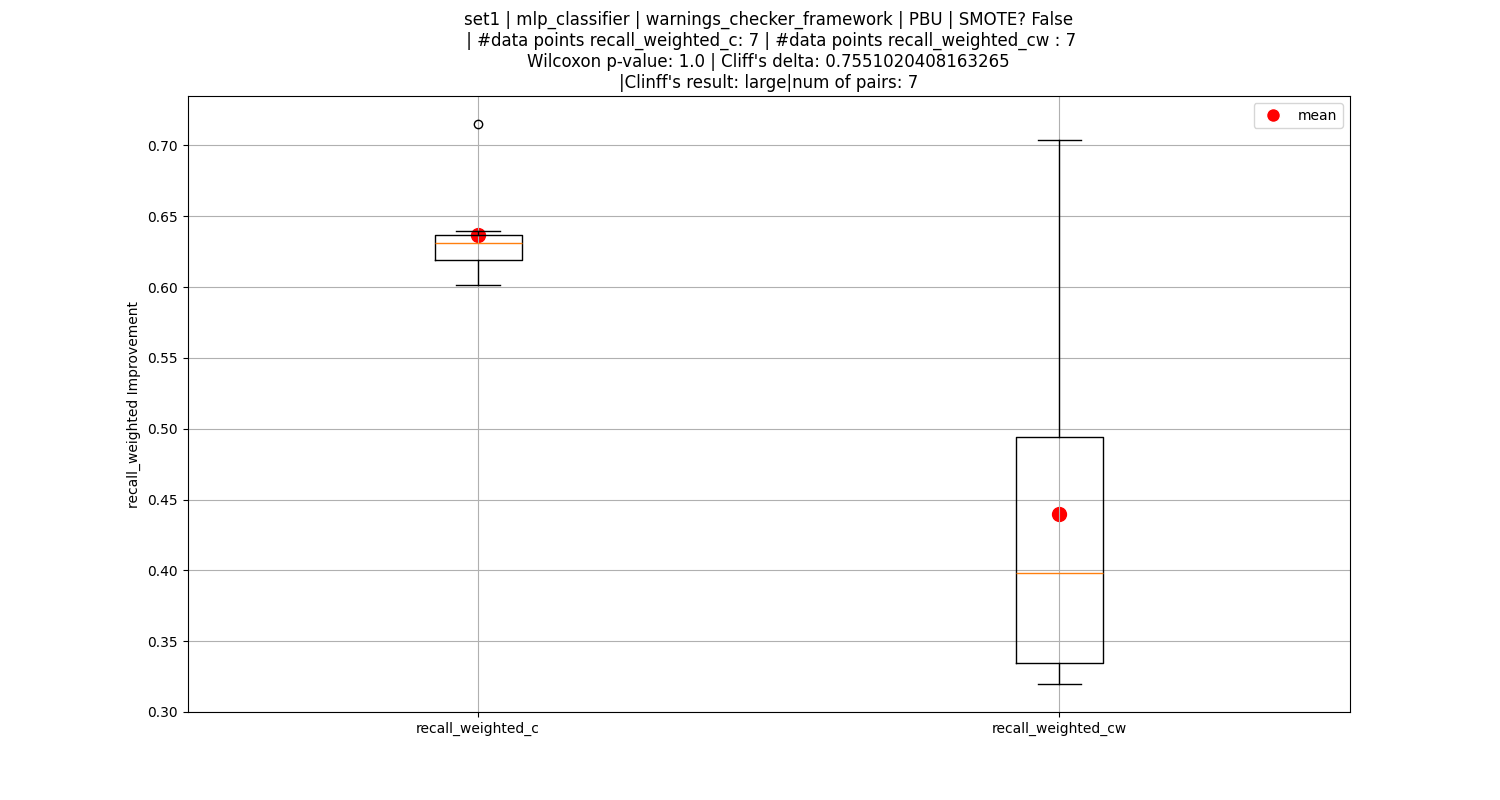 set1 | mlp_classifier | warnings_checker_framework | PBU | SMOTE? False
| #data points recall_weighted_c: 7 | #data points recall_weighted_cw : 7
Wilcoxon p-value: 1.0 | Cliff's delta: 0.7551020408163265
|Clinff's result: large|num of pairs: 7
mean
recall_weighted Improvement
0.70
0.65
0.60
0.55
0.50
0.45
0.40
0.35
0.30
recall_weighted_c
recall_weighted_cw